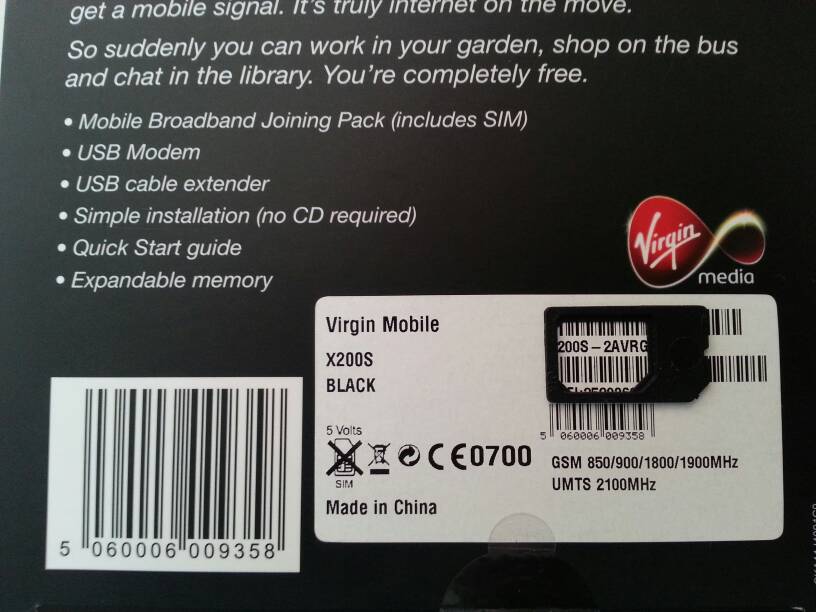 get a mobile signal. It's truly internet on the move.
So suddenly you can work in your garden, shop on the bus
and chat in the library. You're completely free.
• Mobile Broadband Joining Pack (includes SIM)
• USB Modem
• USB cable extender
• Simple installation (no CD required)
• Quick Start guide
• Expandable memory
Virgin
media
Virgin Mobile
X200S
BLACK
200S-2AVRG
5 Volts
SIM
CE0700
5 060006 009358
GSM 850/900/1800/1900MHz
UMTS 2100MHz
Made in China
5 060006 009358